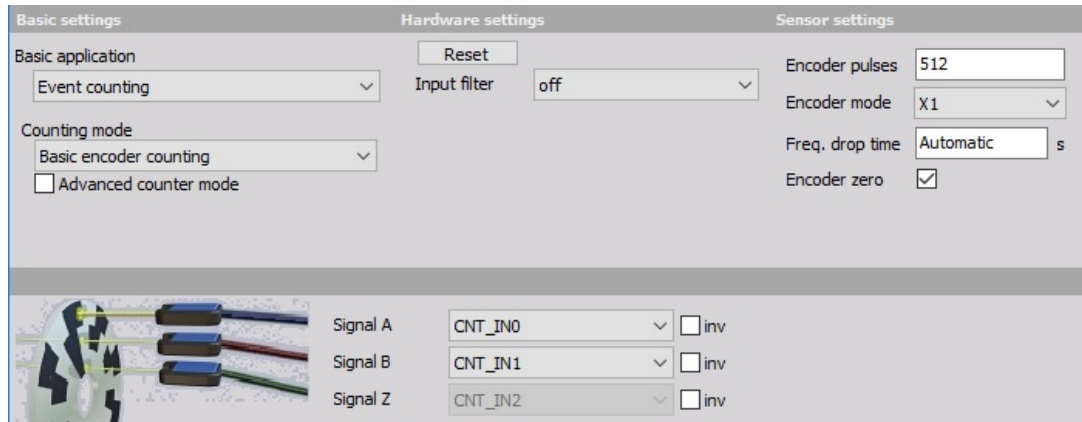 Basic settings
Hardware settings
Sensor settings
Basic application
Event counting
Counting mode
Basic encoder counting
Advanced counter mode
Reset
Input filter off
Encoder pulses 512
Encoder mode X1
Freq. drop time Automatic s
Encoder zero
Signal A CNT_IN0 inv
Signal B CNT_IN1 inv
Signal Z CNT_IN2 inv